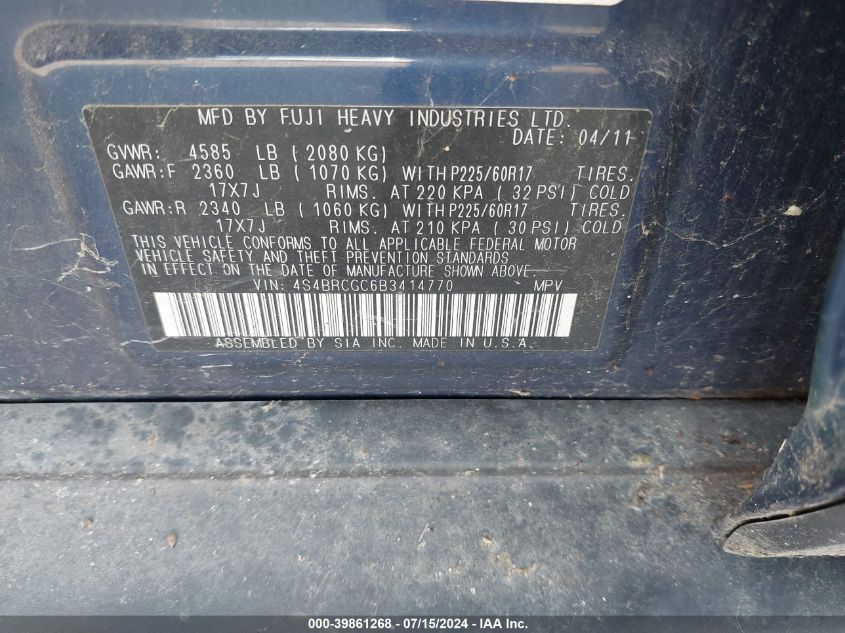 MFD BY FUJI HEAVY INDUSTRIES LTD.
DATE: 04/11
GVWR: 4585 LB ( 2080 KG)
GAWR:F 2360 LB ( 1070 KG) WITH P225/60R17 TIRES.
17X7J RIMS. AT 220 KPA ( 32 PSI) COLD
GAWR:R 2340 LB ( 1060 KG) WITH P225/60R17 TIRES.
17X7J RIMS. AT 210 KPA ( 30 PSI) COLD
THIS VEHICLE CONFORMS TO ALL APPLICABLE FEDERAL MOTOR
VEHICLE SAFETY AND THEFT PREVENTION STANDARDS
IN EFFECT ON THE DATE OF MANUFACTURE SHOWN ABOVE
VIN: 4S4BRCGC6B3414770 MPV
ASSEMBLED BY SIA INC. MADE IN U.S.A.
000-39861268 - 07/15/2024 - IAA Inc.